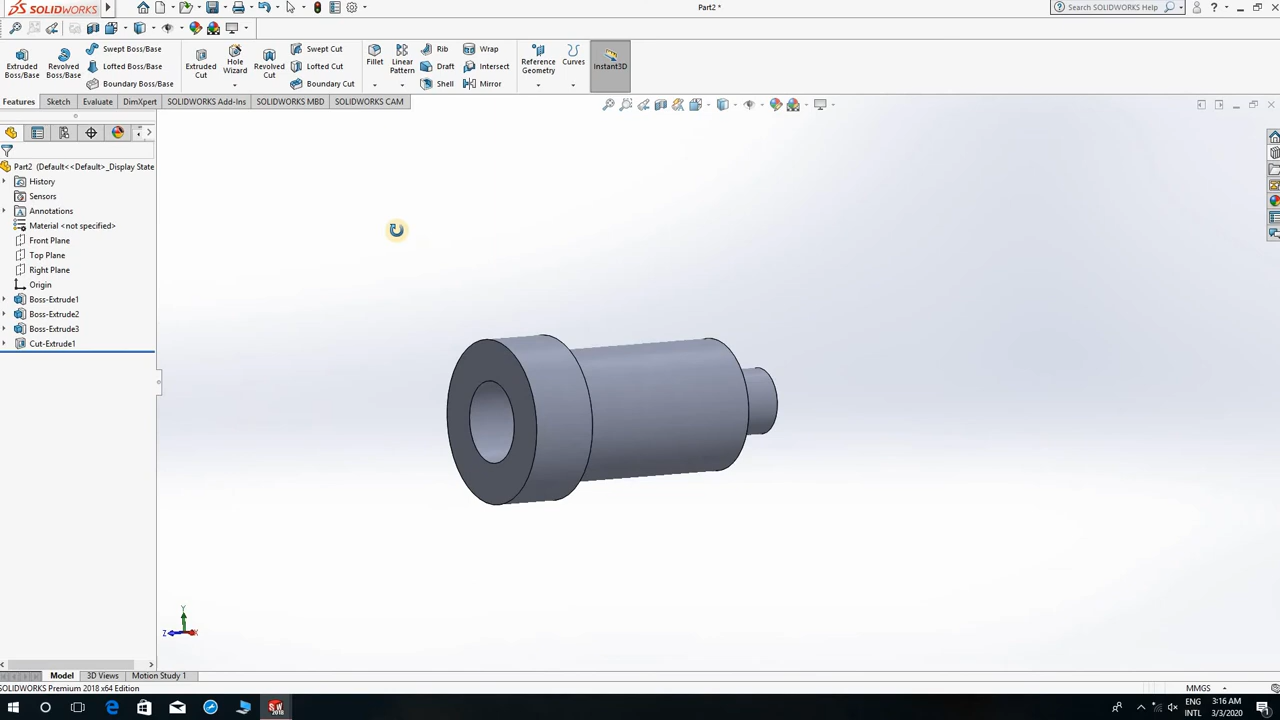 SOLIDWORKS
Part2 *
Search SOLIDWORKS Help
Extruded Boss/Base
Revolved Boss/Base
Swept Boss/Base
Lofted Boss/Base
Boundary Boss/Base
Extruded Cut
Hole Wizard
Revolved Cut
Swept Cut
Lofted Cut
Boundary Cut
Fillet
Linear Pattern
Rib
Draft
Shell
Wrap
Intersect
Mirror
Reference Geometry
Curves
Instant3D
Features Sketch Evaluate DimXpert SOLIDWORKS Add-Ins SOLIDWORKS MBD SOLIDWORKS CAM
Part2 (Default<<Default>_Display State
History
Sensors
Annotations
Material <not specified>
Front Plane
Top Plane
Right Plane
Origin
Boss-Extrude1
Boss-Extrude2
Boss-Extrude3
Cut-Extrude1
Y
Z
X
Model 3D Views Motion Study 1
SOLIDWORKS Premium 2018 x64 Edition
MMGS
ENG 3:16 AM
INTL 3/3/2020